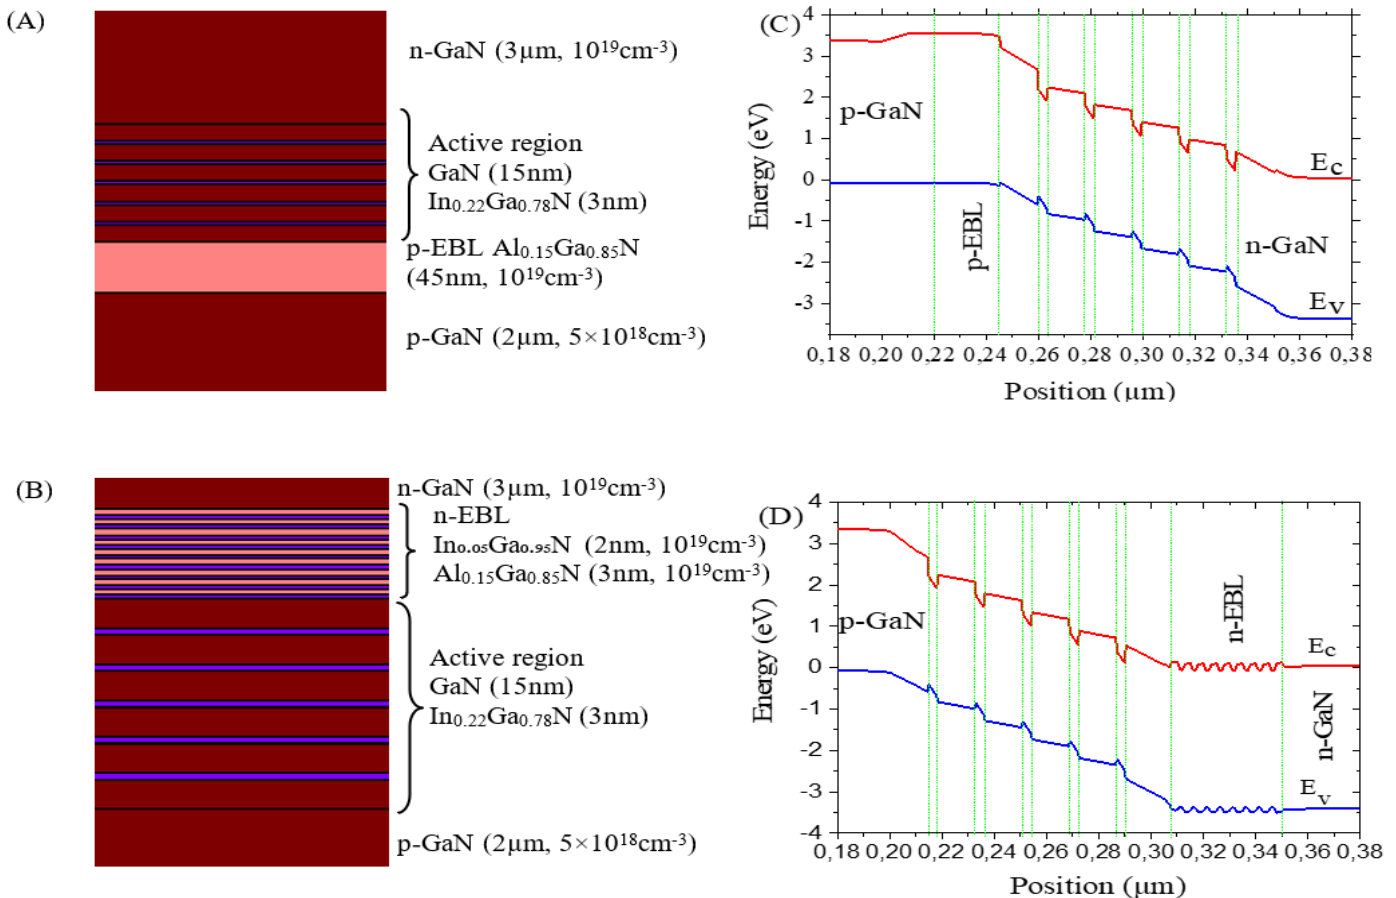 (A)
n-GaN (3µm, 10¹⁹cm⁻³)
Active region
GaN (15nm)
In₀.₂₂Ga₀.₇₈N (3nm)
p-EBL Al₀.₁₅Ga₀.₈₅N
(45nm, 10¹⁹cm⁻³)
p-GaN (2µm, 5×10¹⁸cm⁻³)
(C)
4
3
2
1
0
-1
-2
-3
Energy (eV)
p-GaN
p-EBL
n-GaN
E_C
E_V
0,18 0,20 0,22 0,24 0,26 0,28 0,30 0,32 0,34 0,36 0,38
Position (µm)
(B)
n-GaN (3µm, 10¹⁹cm⁻³)
n-EBL
In₀.₀₅Ga₀.₉₅N (2nm, 10¹⁹cm⁻³)
Al₀.₁₅Ga₀.₈₅N (3nm, 10¹⁹cm⁻³)
Active region
GaN (15nm)
In₀.₂₂Ga₀.₇₈N (3nm)
p-GaN (2µm, 5×10¹⁸cm⁻³)
(D)
4
3
2
1
0
-1
-2
-3
-4
Energy (eV)
p-GaN
n-EBL
n-GaN
E_C
E_V
0,18 0,20 0,22 0,24 0,26 0,28 0,30 0,32 0,34 0,36 0,38
Position (µm)